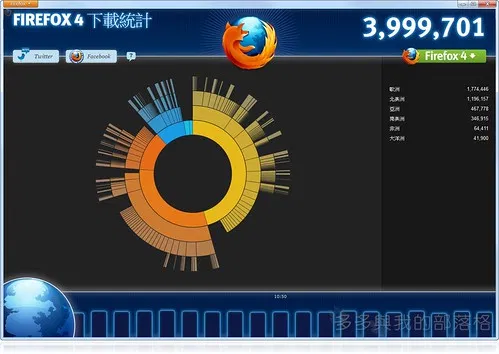 FIREFOX 4 下載統計
3,999,701
Twitter
Facebook
?
Firefox 4
歐洲 1,774,446
北美洲 1,196,157
亞洲 467,778
南美洲 346,915
非洲 64,411
大洋洲 41,900
10:50
多多與我的部落格